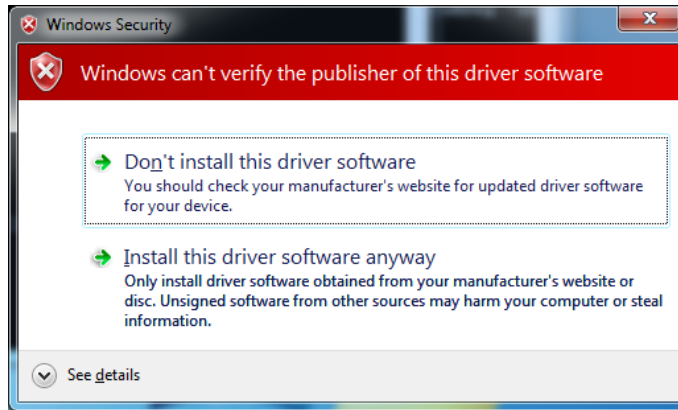 Windows Security
Windows can't verify the publisher of this driver software
Don't install this driver software
You should check your manufacturer's website for updated driver software
for your device.
Install this driver software anyway
Only install driver software obtained from your manufacturer's website or
disc. Unsigned software from other sources may harm your computer or steal
information.
See details